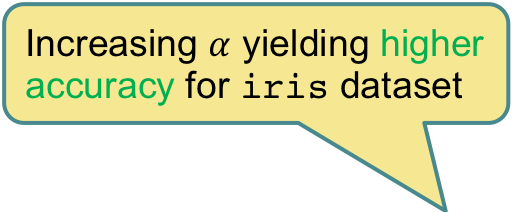 Increasing α yielding higher
accuracy for iris dataset